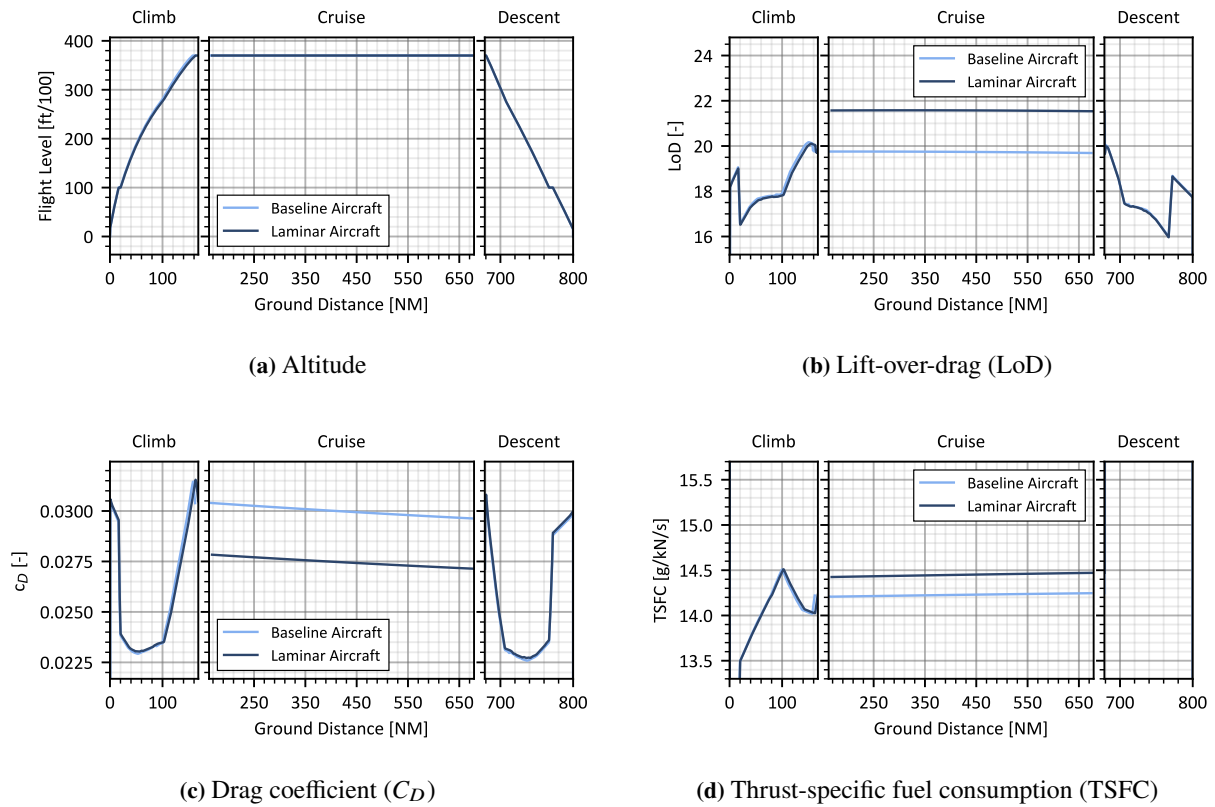 Climb Cruise Descent
400
300
200
100
0
Flight Level [ft/100]
Baseline Aircraft
Laminar Aircraft
0 100 250 350 450 550 650 700 800
Ground Distance [NM]
(a) Altitude
Climb Cruise Descent
24
22
20
18
16
LoD [-]
Baseline Aircraft
Laminar Aircraft
0 100 250 350 450 550 650 700 800
Ground Distance [NM]
(b) Lift-over-drag (LoD)
Climb Cruise Descent
0.0300
0.0275
0.0250
0.0225
c_D [-]
Baseline Aircraft
Laminar Aircraft
0 100 250 350 450 550 650 700 800
Ground Distance [NM]
(c) Drag coefficient (C_D)
Climb Cruise Descent
15.5
15.0
14.5
14.0
13.5
TSFC [g/kN/s]
Baseline Aircraft
Laminar Aircraft
0 100 250 350 450 550 650 700 800
Ground Distance [NM]
(d) Thrust-specific fuel consumption (TSFC)